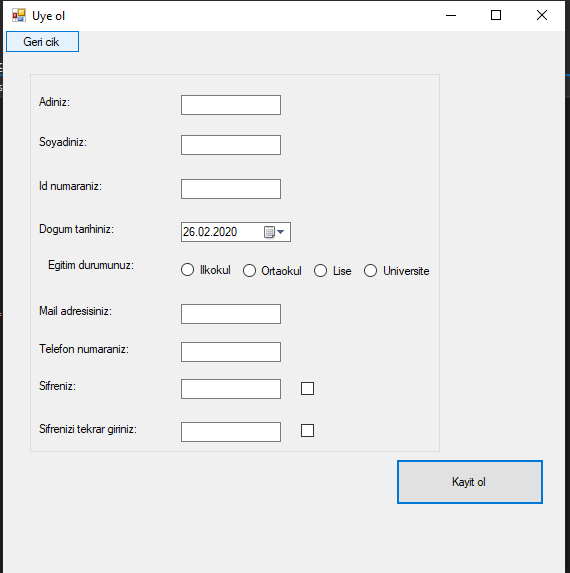 Uye ol
Geri cik
Adiniz:
Soyadiniz:
Id numaraniz:
Dogum tarihiniz:
26.02.2020
Egitim durumunuz:
Ilkokul Ortaokul Lise Universite
Mail adresisiniz:
Telefon numaraniz:
Sifreniz:
Sifrenizi tekrar giriniz:
Kayit ol